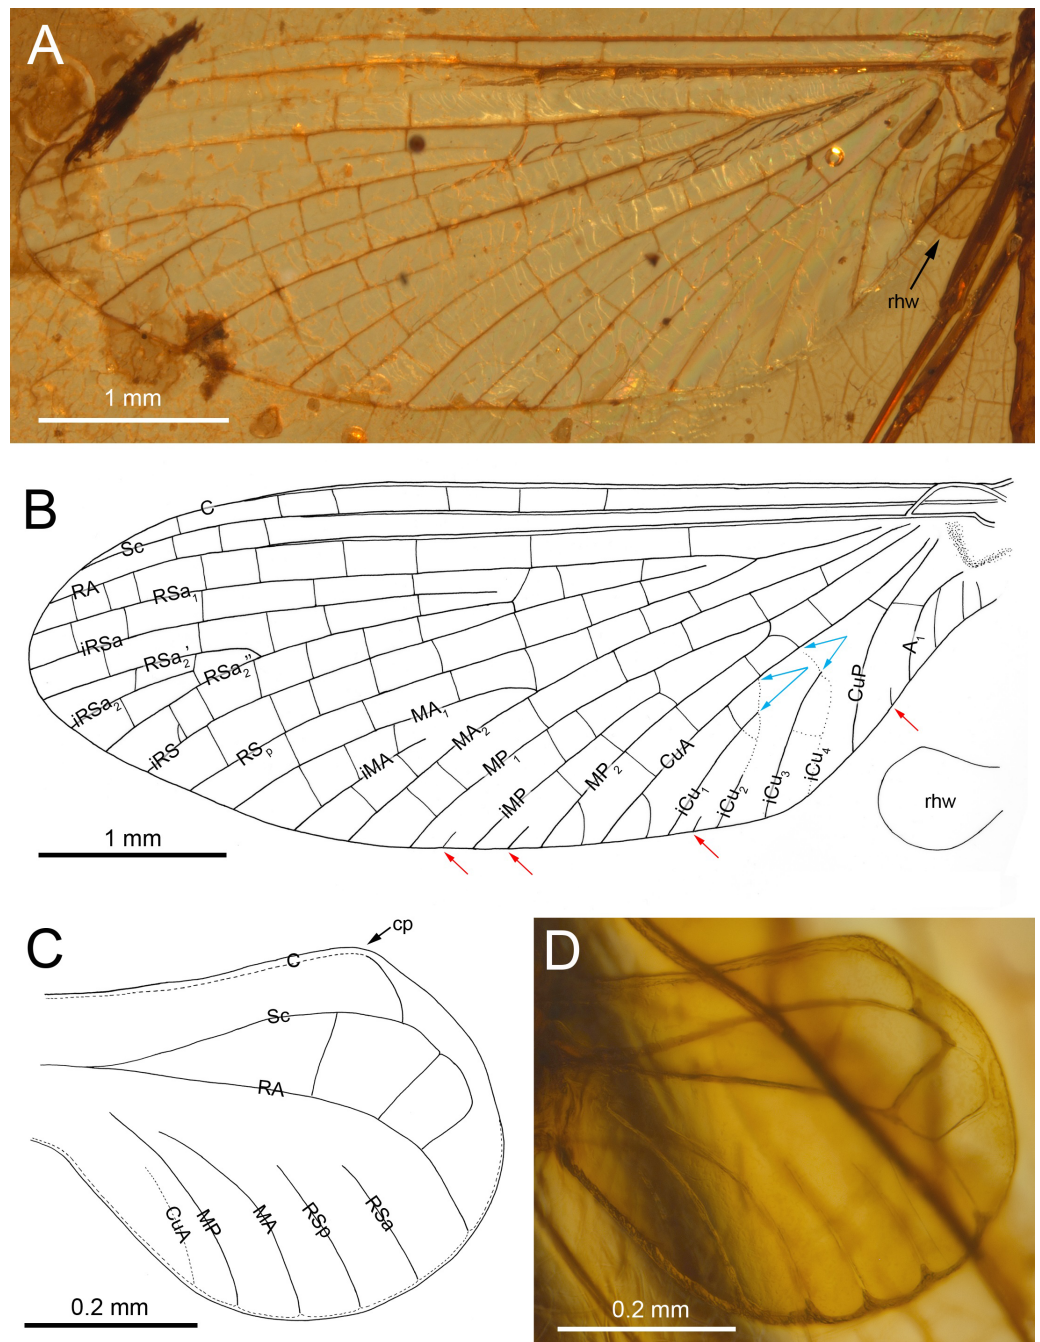 A
rhw
1 mm
B
C
Sc
RA
RSa1
iRSa
RSa2'
RSa2''
iRSa2
iRS
RSp
MA1
iMA
MA2
MP1
iMP
MP2
CuA
iCu1
iCu2
iCu3
iCu4
CuP
A1
rhw
1 mm
C
cp
C
Sc
RA
CuA
MP
MA
RSp
RSa
0.2 mm
D
0.2 mm